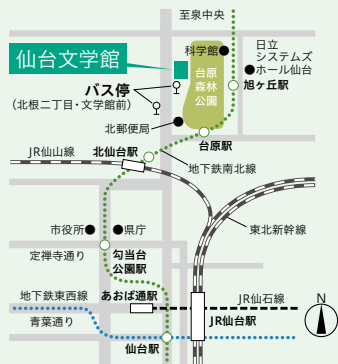 至泉中央
科学館
日立
システムズ
ホール仙台
仙台文学館
台原
森林
公園
旭ヶ丘駅
バス停
(北根二丁目・文学館前)
北郵便局
台原駅
JR仙山線
北仙台駅
地下鉄南北線
市役所
県庁
東北新幹線
定禅寺通り
勾当台
公園駅
地下鉄東西線
あおば通駅
JR仙石線
青葉通り
JR仙台駅
仙台駅
N